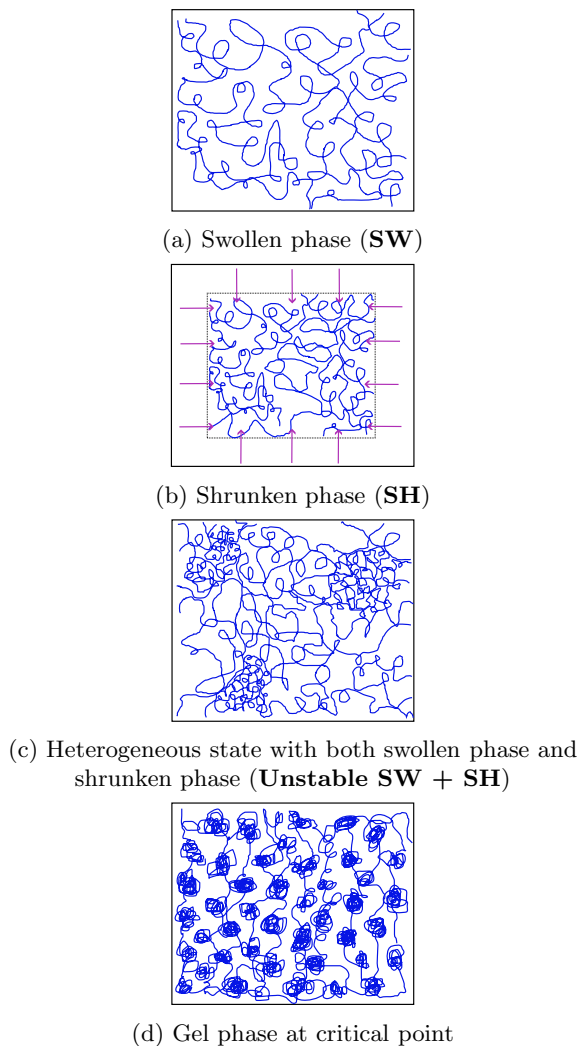 (a) Swollen phase (SW)
(b) Shrunken phase (SH)
(c) Heterogeneous state with both swollen phase and
shrunken phase (Unstable SW + SH)
(d) Gel phase at critical point